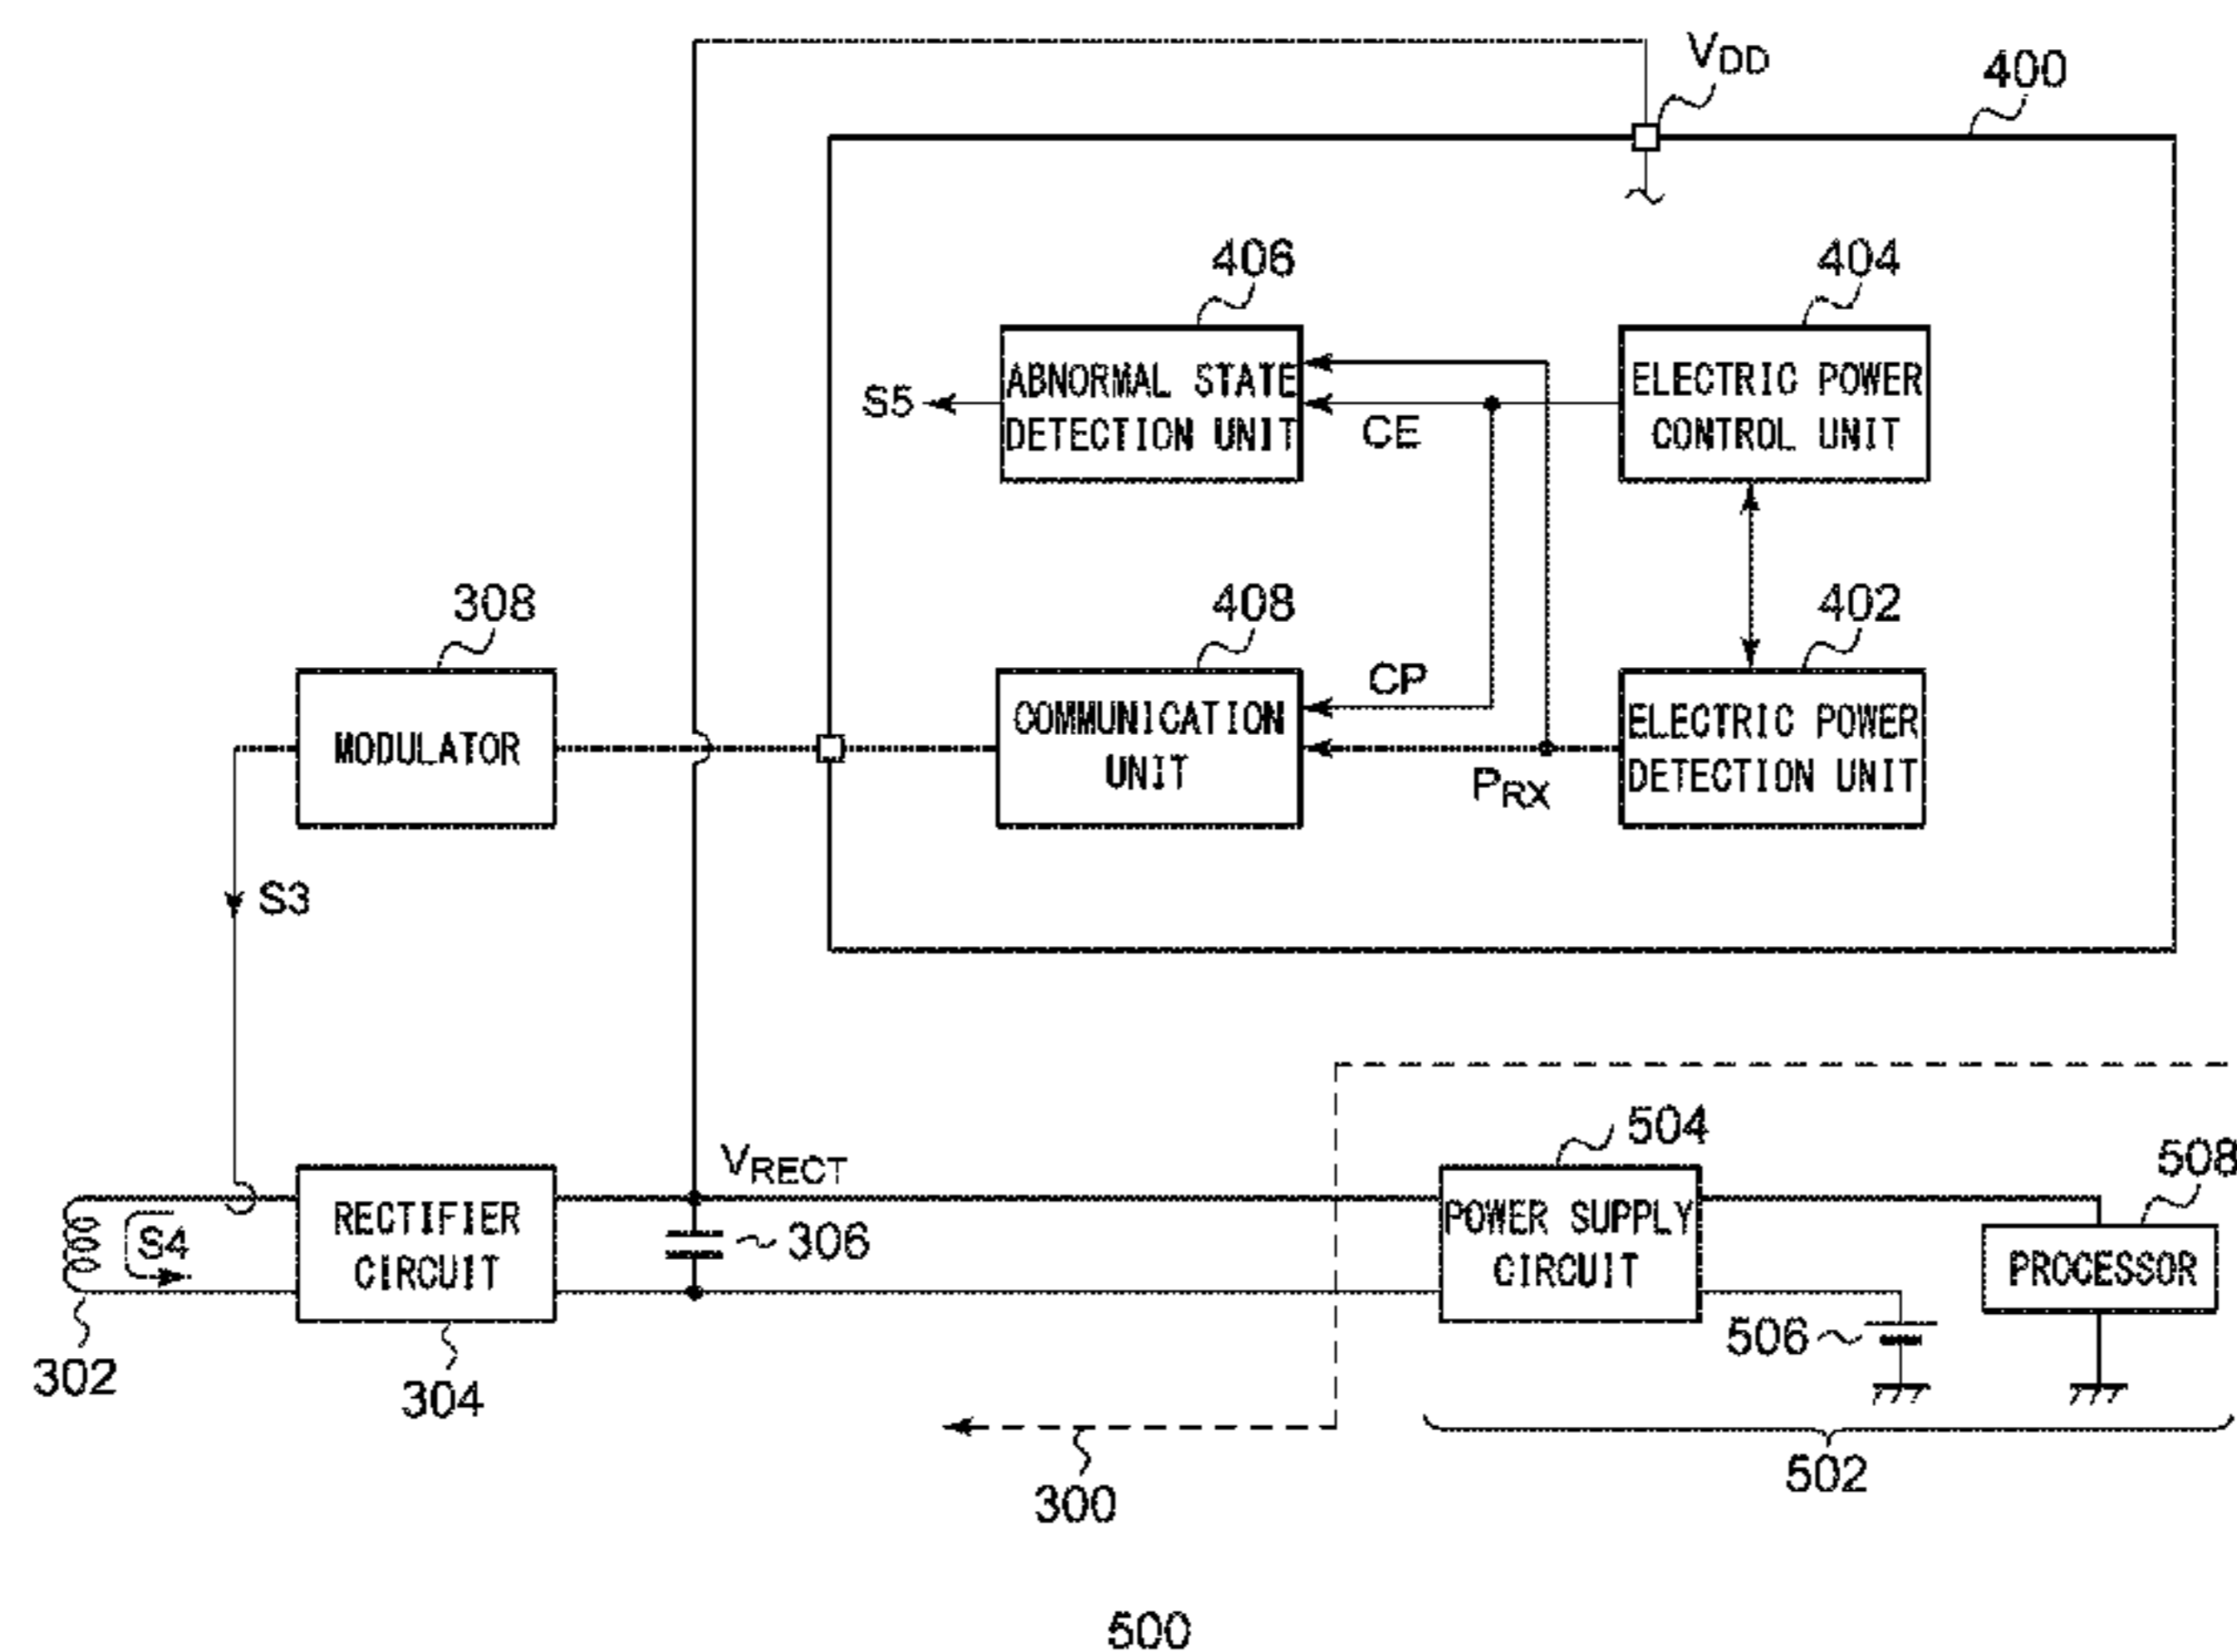 VDD
400
406
404
ABNORMAL STATE
DETECTION UNIT
ELECTRIC POWER
CONTROL UNIT
S5
CE
308
408
402
MODULATOR
COMMUNICATION
UNIT
CP
ELECTRIC POWER
DETECTION UNIT
PRX
S3
504
508
VRECT
RECTIFIER
CIRCUIT
S4
306
POWER SUPPLY
CIRCUIT
PROCESSOR
506
302
304
300
502
500